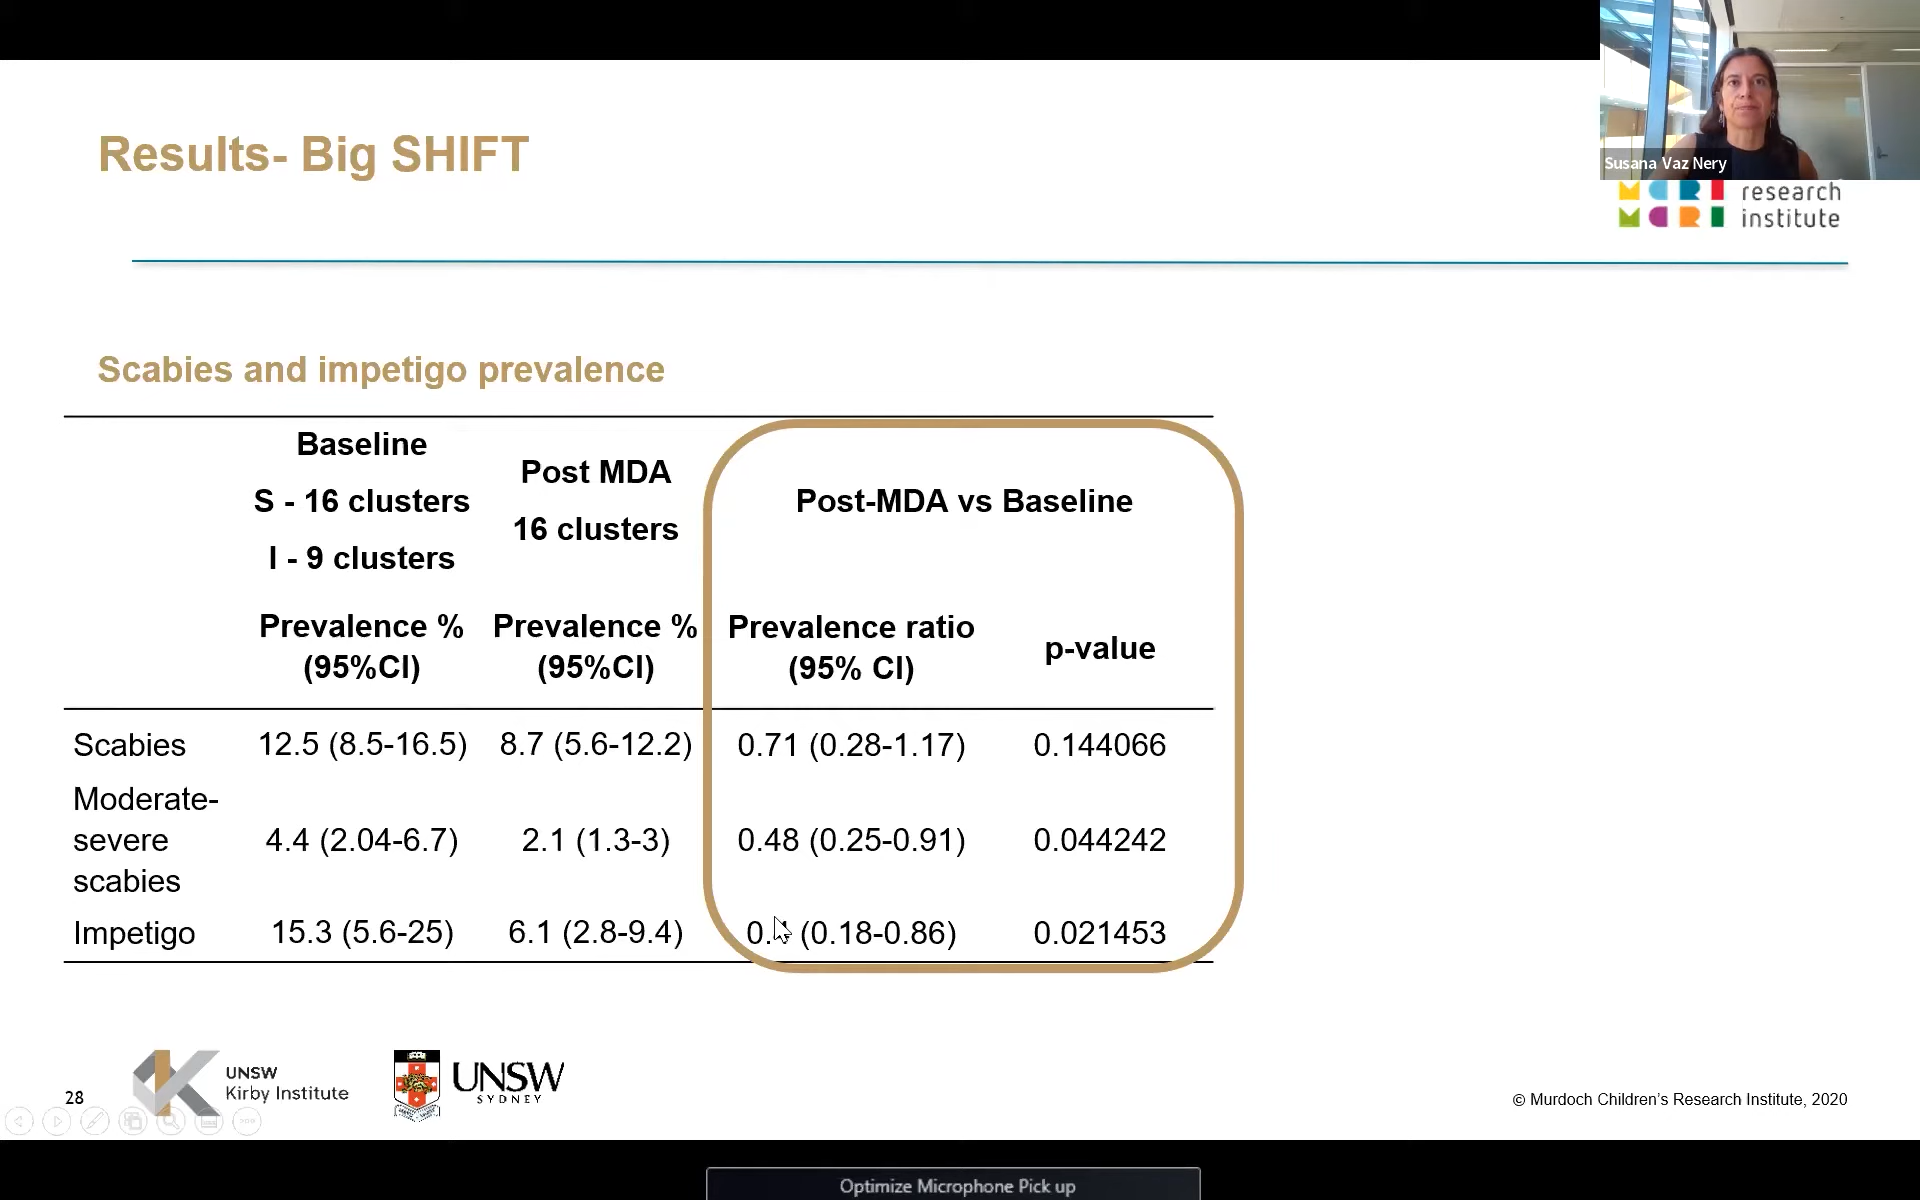 Results- Big SHIFT
Susana Vaz Nery
research
institute
Scabies and impetigo prevalence
Baseline
S - 16 clusters
I - 9 clusters
Post MDA
16 clusters
Post-MDA vs Baseline
Prevalence %
(95%CI)
Prevalence %
(95%CI)
Prevalence ratio
(95% CI)
p-value
Scabies 12.5 (8.5-16.5) 8.7 (5.6-12.2) 0.71 (0.28-1.17) 0.144066
Moderate-
severe
scabies
4.4 (2.04-6.7) 2.1 (1.3-3) 0.48 (0.25-0.91) 0.044242
Impetigo 15.3 (5.6-25) 6.1 (2.8-9.4) (0.18-0.86) 0.021453
28
UNSW
Kirby Institute
UNSW
SYDNEY
© Murdoch Children's Research Institute, 2020
Optimize Microphone Pick up